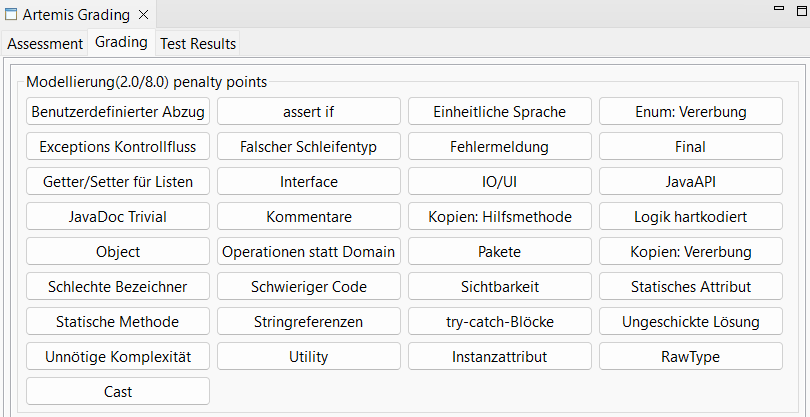 Artemis Grading
Assessment Grading Test Results
Modellierung(2.0/8.0) penalty points
Benutzerdefinierter Abzug assert if Einheitliche Sprache Enum: Vererbung
Exceptions Kontrollfluss Falscher Schleifentyp Fehlermeldung Final
Getter/Setter für Listen Interface IO/UI JavaAPI
JavaDoc Trivial Kommentare Kopien: Hilfsmethode Logik hartkodiert
Object Operationen statt Domain Pakete Kopien: Vererbung
Schlechte Bezeichner Schwieriger Code Sichtbarkeit Statisches Attribut
Statische Methode Stringreferenzen try-catch-Blöcke Ungeschickte Lösung
Unnötige Komplexität Utility Instanzattribut RawType
Cast